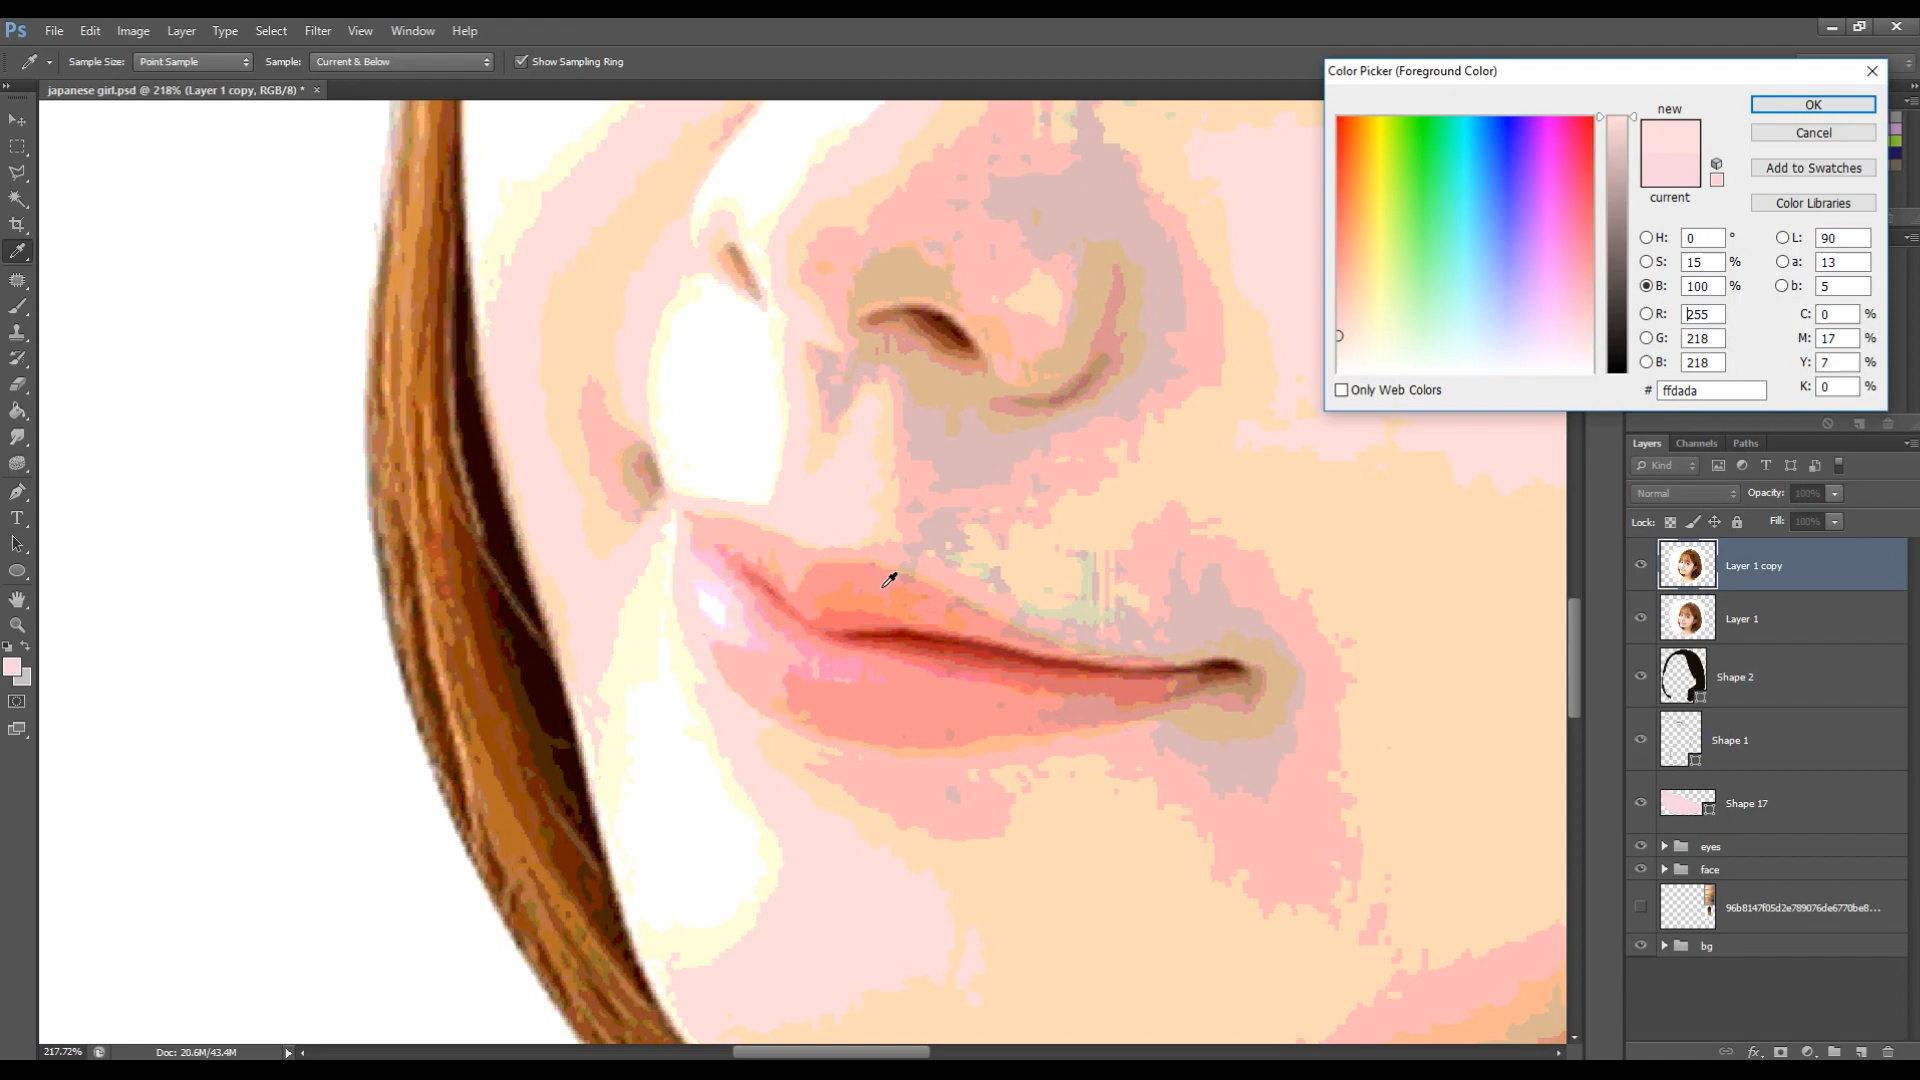 Ps File Edit Image Layer Type Select Filter View Window Help
Sample Size: Point Sample Sample: Current & Below Show Sampling Ring
japanese girl.psd @ 218% (Layer 1 copy, RGB/8) * ×
Color Picker (Foreground Color)
new
current
OK
Cancel
Add to Swatches
Color Libraries
H: 0 ° L: 90
S: 15 % a: 13
B: 100 % b: 5
R: 255 C: 0 %
G: 218 M: 17 %
B: 218 Y: 7 %
# ffdada K: 0 %
Only Web Colors
Layers Channels Paths
Kind
Normal Opacity: 100%
Lock: Fill: 100%
Layer 1 copy
Layer 1
Shape 2
Shape 1
Shape 17
eyes
face
96b8147f05d2e789076de6770be8...
bg
217.72% Doc: 20.6M/43.4M